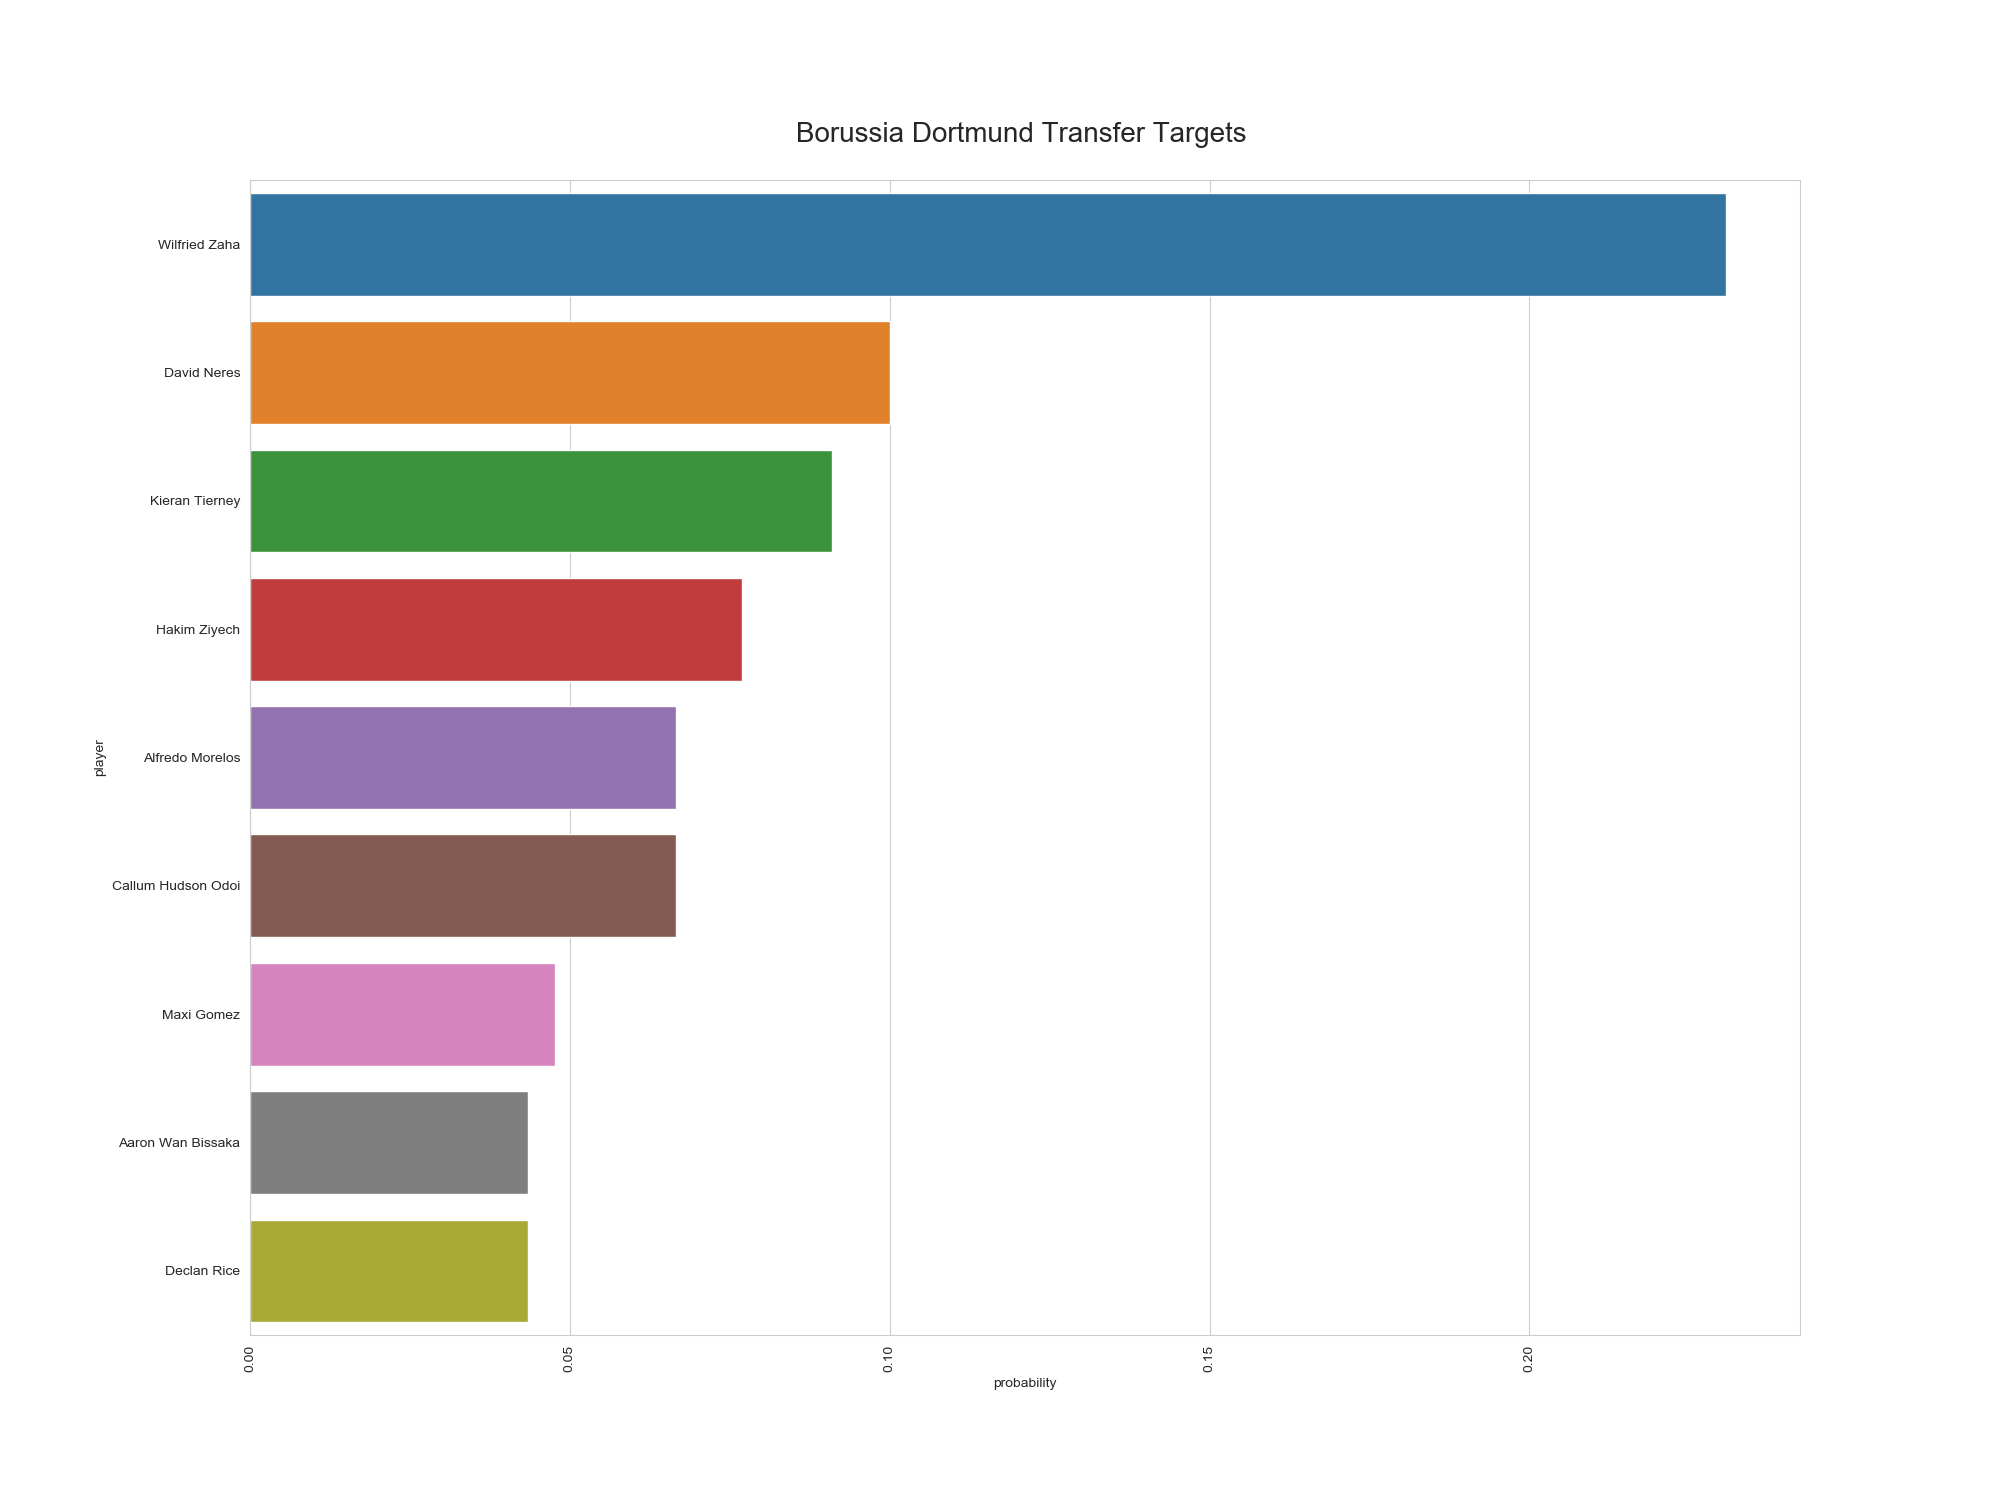 Borussia Dortmund Transfer Targets
Wilfried Zaha
David Neres
Kieran Tierney
Hakim Ziyech
Alfredo Morelos
Callum Hudson Odoi
Maxi Gomez
Aaron Wan Bissaka
Declan Rice
player
0.00
0.05
0.10
0.15
0.20
probability